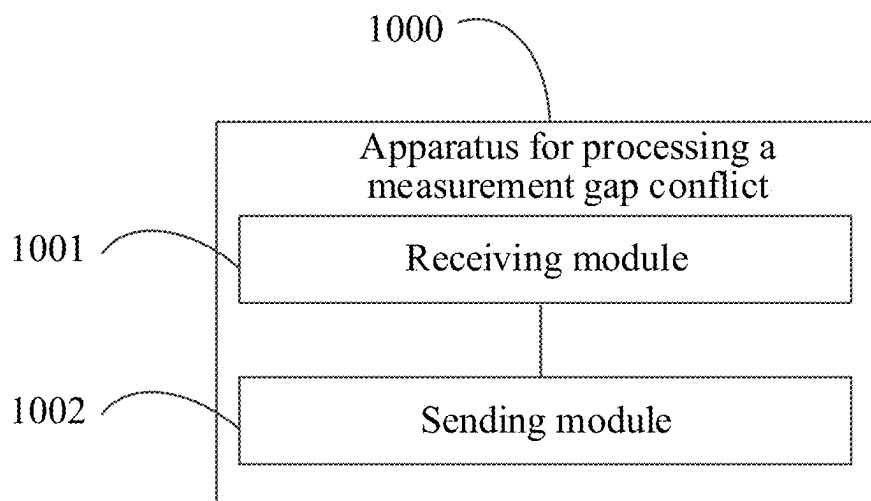 1000
Apparatus for processing a
measurement gap conflict
1001
Receiving module
1002
Sending module